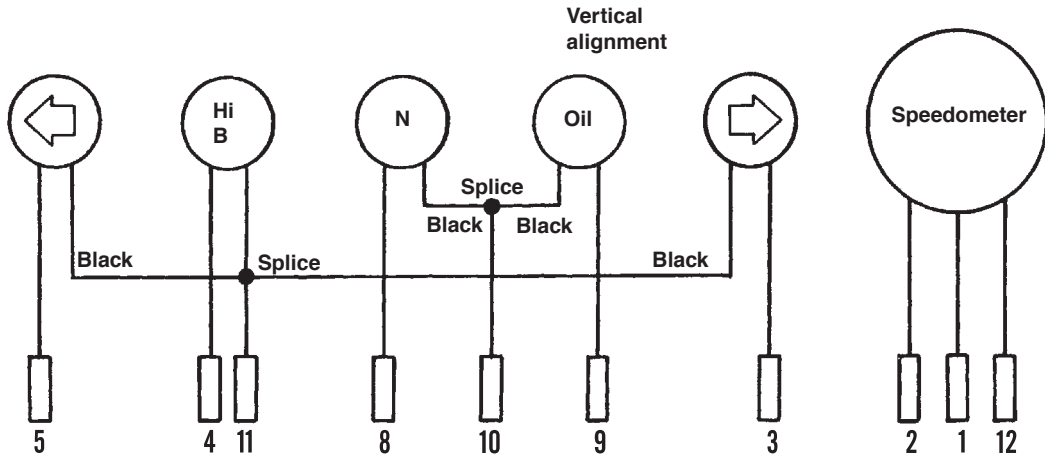 Vertical
alignment
Hi
B
N
Oil
Speedometer
Splice
Black
Black
Black
Splice
Black
5
4
11
8
10
9
3
2
1
12